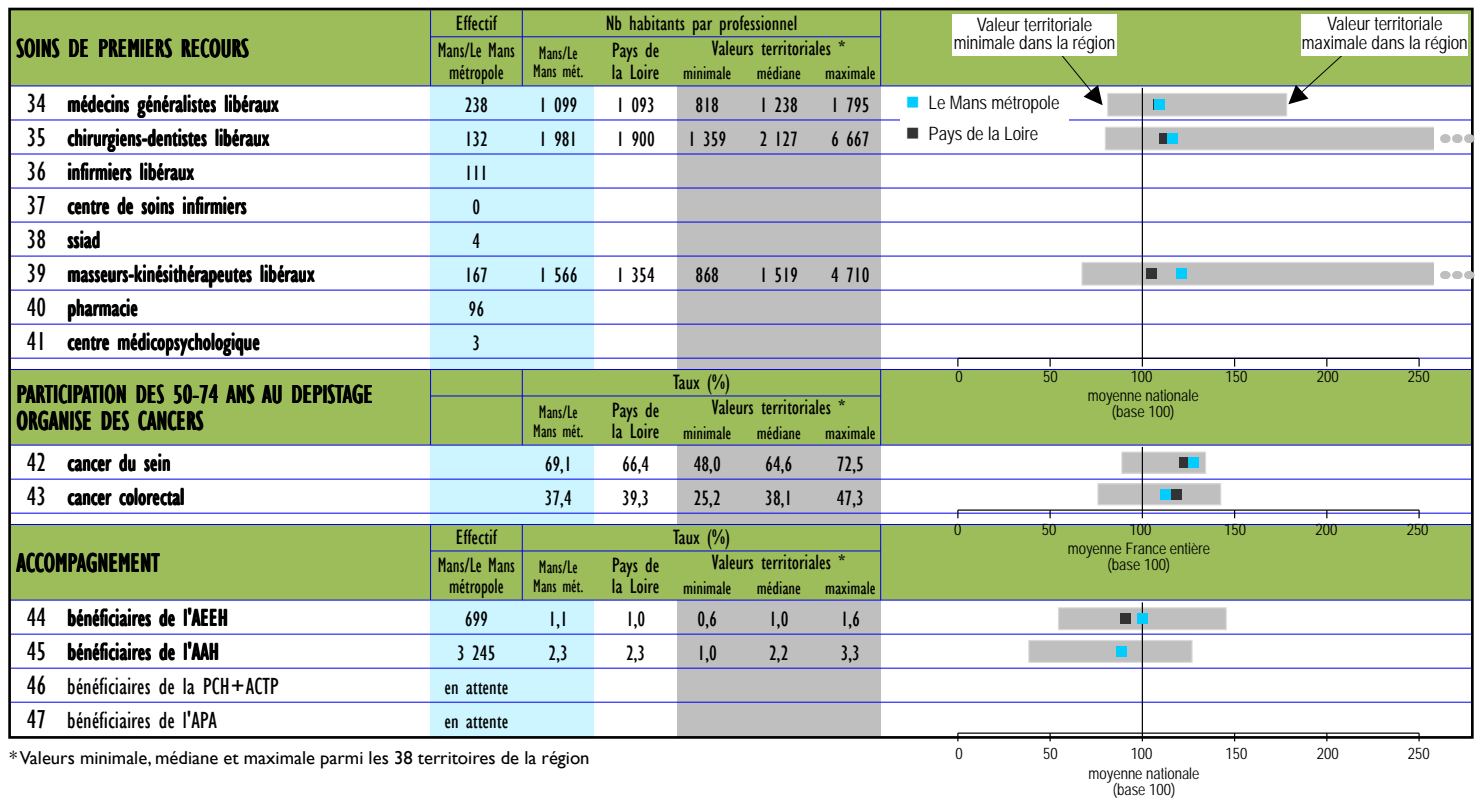 SOINS DE PREMIERS RECOURS
Effectif
Nb habitants par professionnel
Mans/Le Mans métropole
Mans/Le Mans mét.
Pays de la Loire
Valeurs territoriales *
minimale médiane maximale
Valeur territoriale minimale dans la région
Valeur territoriale maximale dans la région
34 médecins généralistes libéraux 238 1 099 1 093 818 1 238 1 795
Le Mans métropole
35 chirurgiens-dentistes libéraux 132 1 981 1 900 1 359 2 127 6 667
Pays de la Loire
36 infirmiers libéraux 111
37 centre de soins infirmiers 0
38 ssiad 4
39 masseurs-kinésithérapeutes libéraux 167 1 566 1 354 868 1 519 4 710
40 pharmacie 96
41 centre médicopsychologique 3
0 50 100 150 200 250
moyenne nationale
(base 100)
PARTICIPATION DES 50-74 ANS AU DEPISTAGE
ORGANISE DES CANCERS
Taux (%)
Mans/Le Mans mét.
Pays de la Loire
Valeurs territoriales *
minimale médiane maximale
42 cancer du sein 69,1 66,4 48,0 64,6 72,5
43 cancer colorectal 37,4 39,3 25,2 38,1 47,3
0 50 100 150 200 250
moyenne France entière
(base 100)
ACCOMPAGNEMENT
Effectif
Taux (%)
Mans/Le Mans métropole
Mans/Le Mans mét.
Pays de la Loire
Valeurs territoriales *
minimale médiane maximale
44 bénéficiaires de l'AEEH 699 1,1 1,0 0,6 1,0 1,6
45 bénéficiaires de l'AAH 3 245 2,3 2,3 1,0 2,2 3,3
46 bénéficiaires de la PCH+ACTP en attente
47 bénéficiaires de l'APA en attente
0 50 100 150 200 250
moyenne nationale
(base 100)
* Valeurs minimale, médiane et maximale parmi les 38 territoires de la région